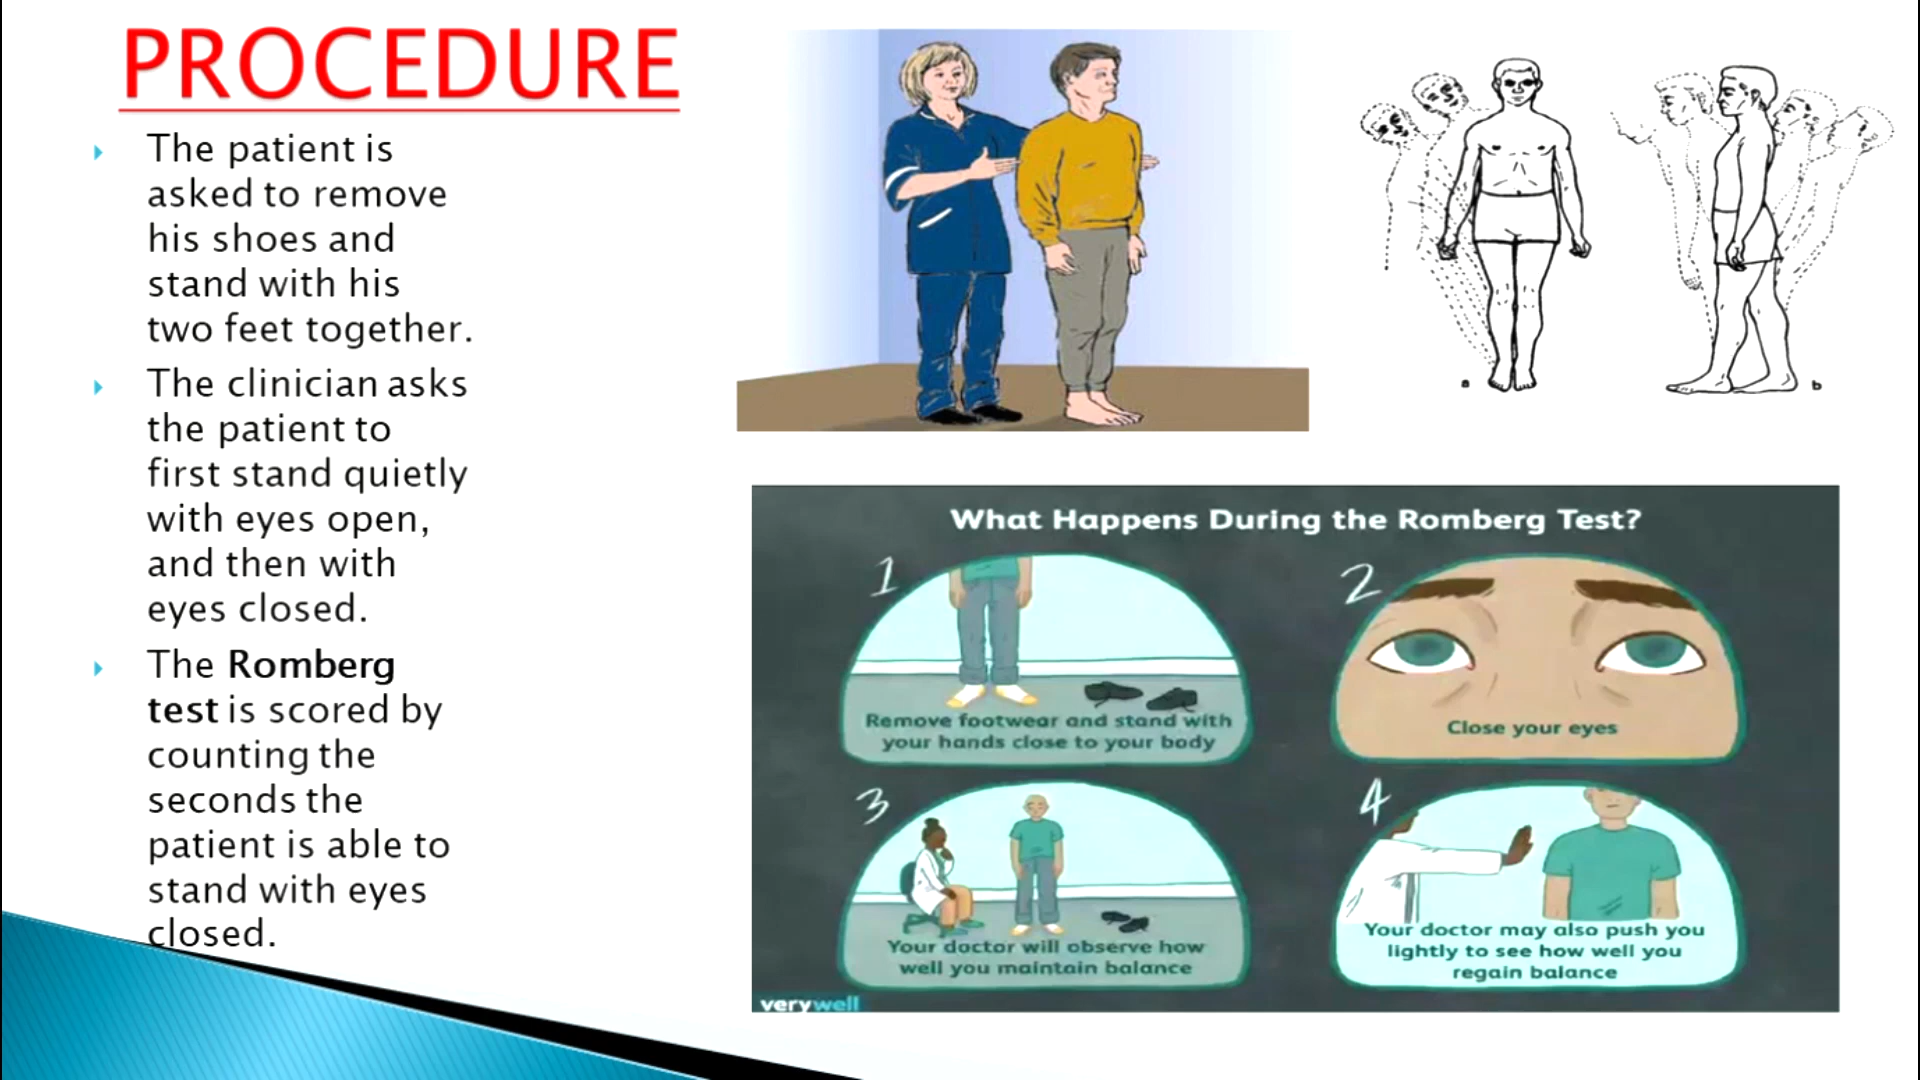 PROCEDURE
The patient is
asked to remove
his shoes and
stand with his
two feet together.
The clinician asks
the patient to
first stand quietly
with eyes open,
and then with
eyes closed.
The Romberg
test is scored by
counting the
seconds the
patient is able to
stand with eyes
closed.
a
b
What Happens During the Romberg Test?
1
Remove footwear and stand with
your hands close to your body
2
Close your eyes
3
Your doctor will observe how
well you maintain balance
4
Your doctor may also push you
lightly to see how well you
regain balance
verywell